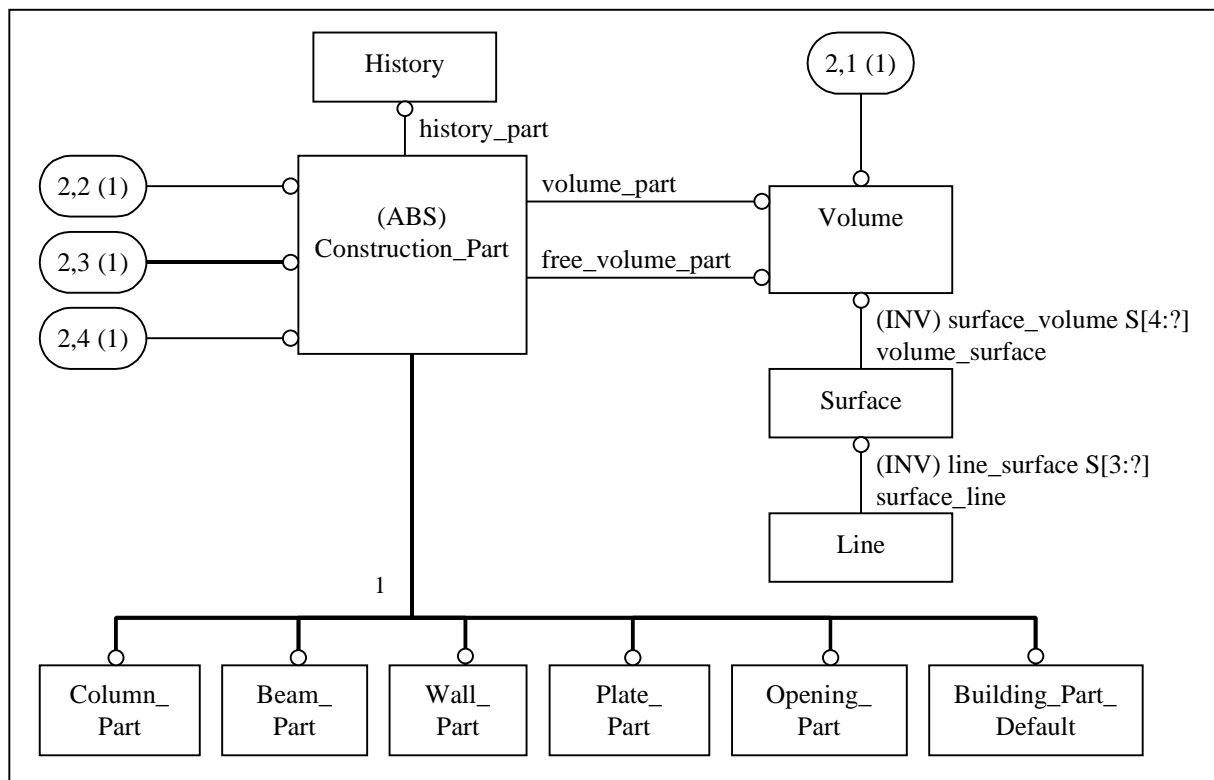 History
2,1 (1)
history_part
2,2 (1)
volume_part
(ABS)
Volume
2,3 (1)
Construction_Part
free_volume_part
2,4 (1)
(INV) surface_volume S[4:?]
volume_surface
Surface
(INV) line_surface S[3:?]
surface_line
Line
1
Column_
Part
Beam_
Part
Wall_
Part
Plate_
Part
Opening_
Part
Building_Part_
Default